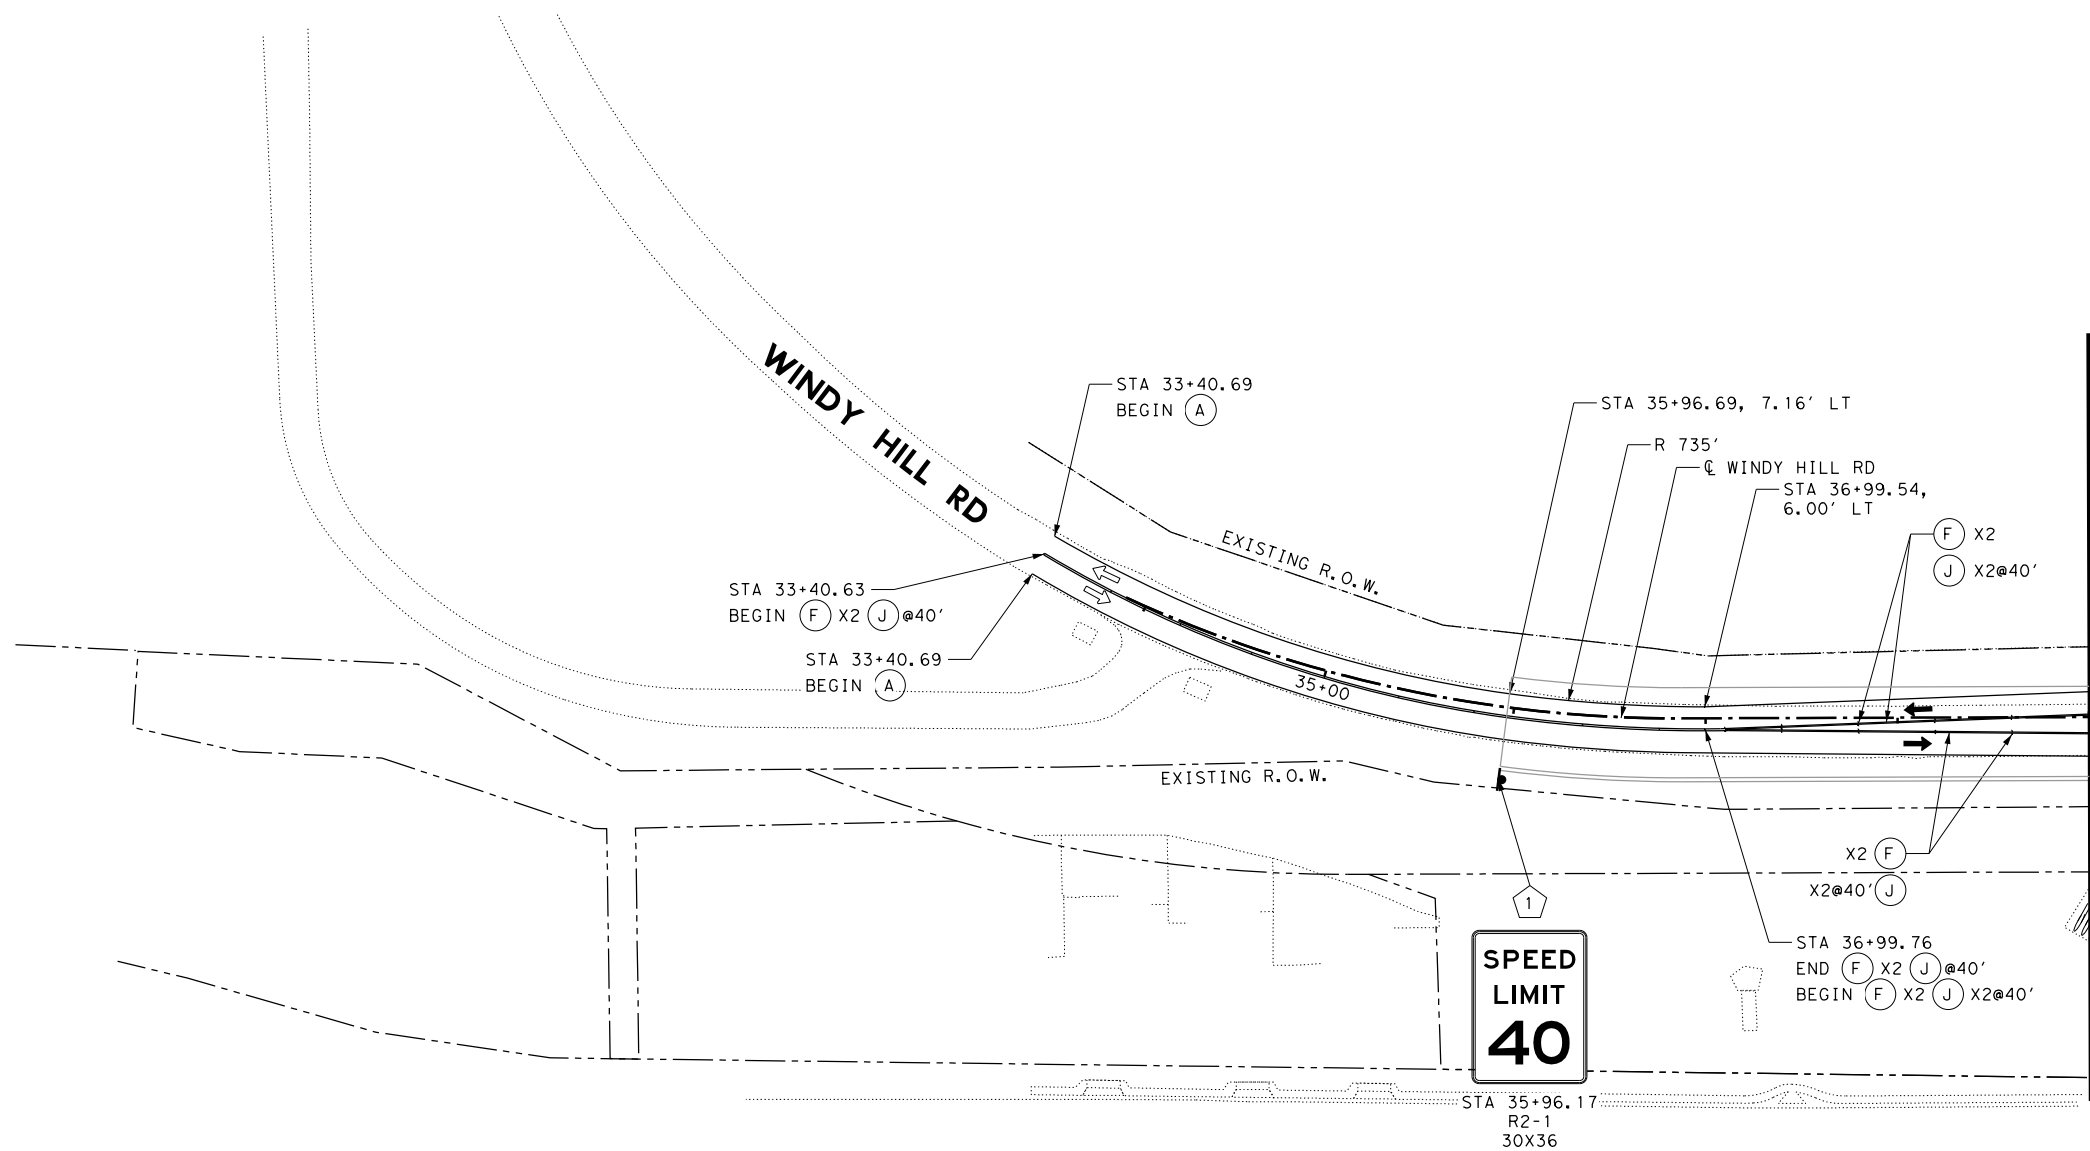 WINDY HILL RD
STA 33+40.69
BEGIN A
STA 35+96.69, 7.16' LT
R 735'
℄ WINDY HILL RD
STA 36+99.54,
6.00' LT
F X2
J X2@40'
EXISTING R.O.W.
STA 33+40.63
BEGIN F X2 J @40'
STA 33+40.69
BEGIN A
35+00
EXISTING R.O.W.
X2 F
X2@40' J
1
SPEED
LIMIT
40
STA 35+96.17
R2-1
30X36
STA 36+99.76
END F X2 J @40'
BEGIN F X2 J X2@40'